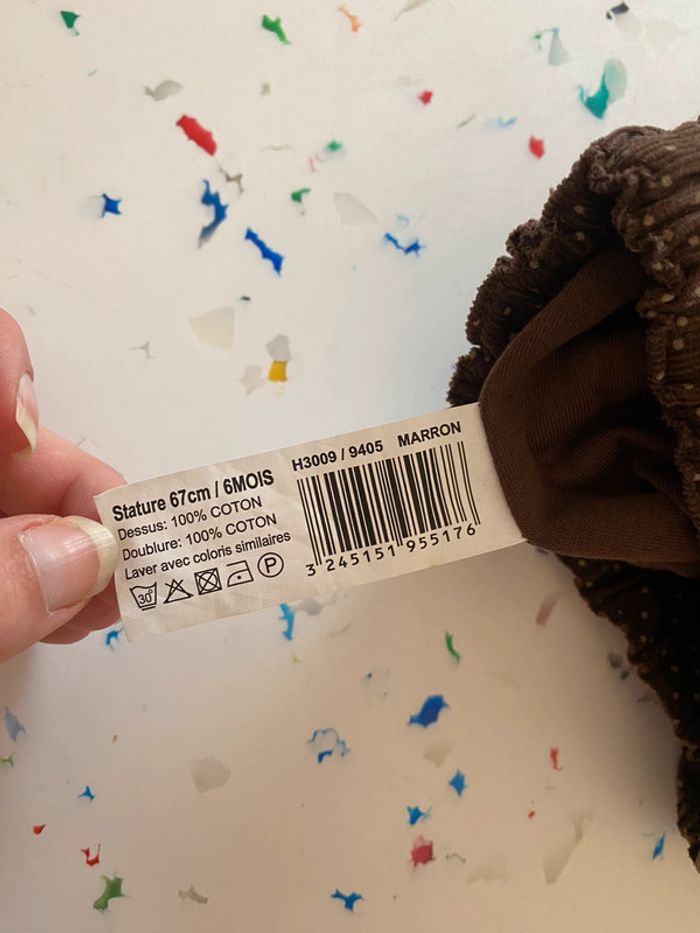 Stature 67cm / 6MOIS
Dessus: 100% COTON
Doublure: 100% COTON
Laver avec coloris similaires
30°
P
H3009 / 9405 MARRON
3 245151 955176